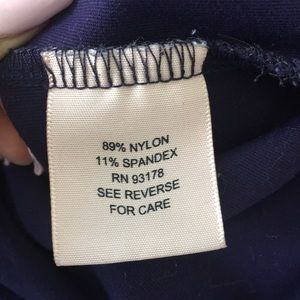 89% NYLON
11% SPANDEX
RN 93178
SEE REVERSE
FOR CARE